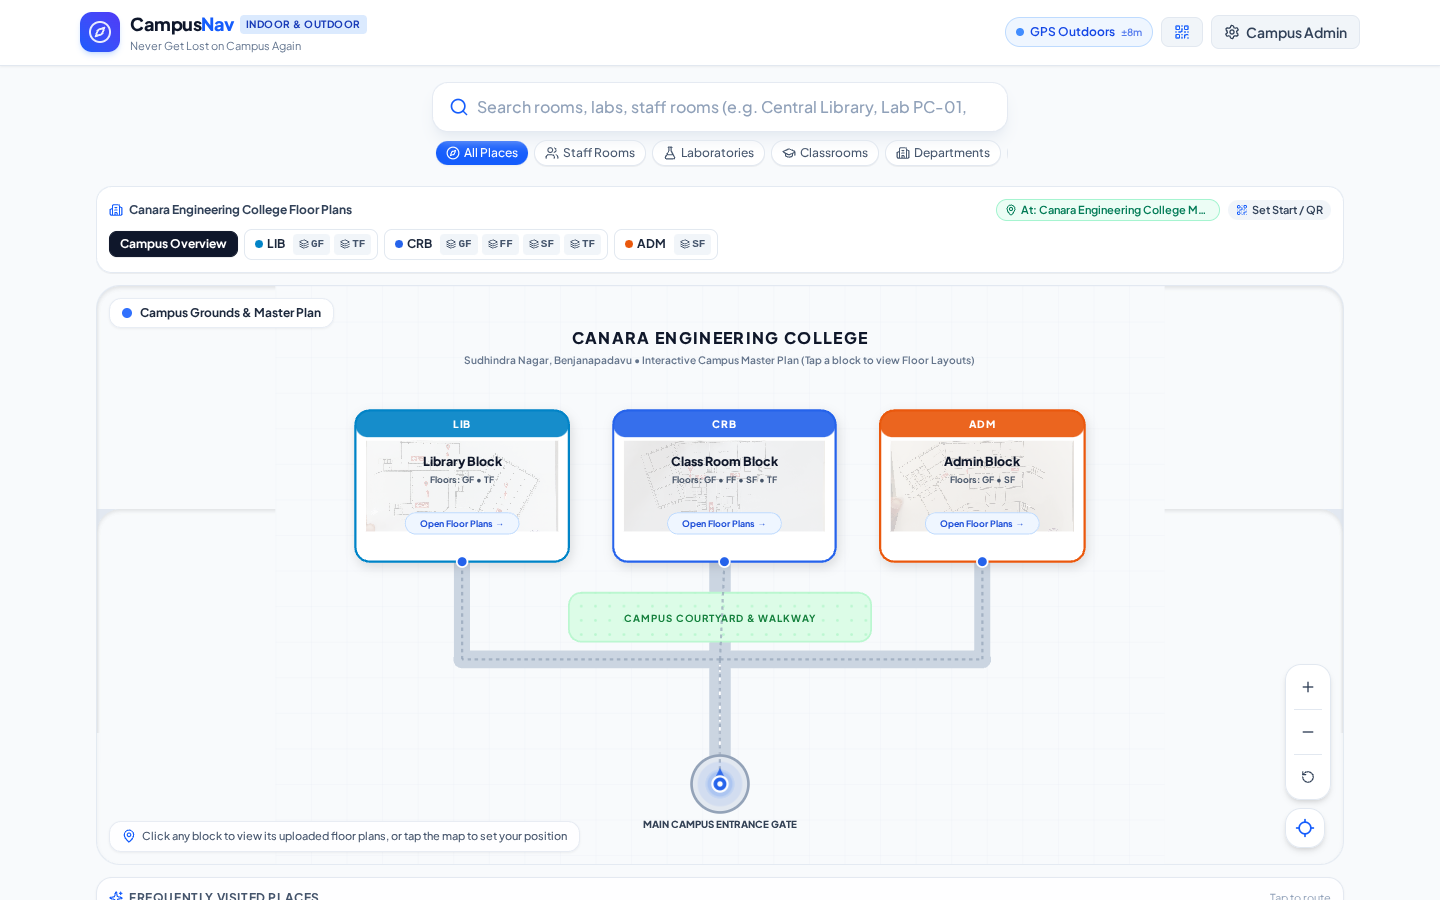 CampusNav INDOOR & OUTDOOR
Never Get Lost on Campus Again
GPS Outdoors ±8m
Campus Admin
Search rooms, labs, staff rooms (e.g. Central Library, Lab PC-01,
All Places
Staff Rooms
Laboratories
Classrooms
Departments
Canara Engineering College Floor Plans
At: Canara Engineering College M...
Set Start / QR
Campus Overview
LIB GF TF
CRB GF FF SF TF
ADM SF
Campus Grounds & Master Plan
CANARA ENGINEERING COLLEGE
Sudhindra Nagar, Benjanapadavu • Interactive Campus Master Plan (Tap a block to view Floor Layouts)
LIB
Library Block
Floors: GF • TF
Open Floor Plans →
CRB
Class Room Block
Floors: GF • FF • SF • TF
Open Floor Plans →
ADM
Admin Block
Floors: GF • SF
Open Floor Plans →
CAMPUS COURTYARD & WALKWAY
MAIN CAMPUS ENTRANCE GATE
Click any block to view its uploaded floor plans, or tap the map to set your position
FREQUENTLY VISITED PLACES
Tap to route